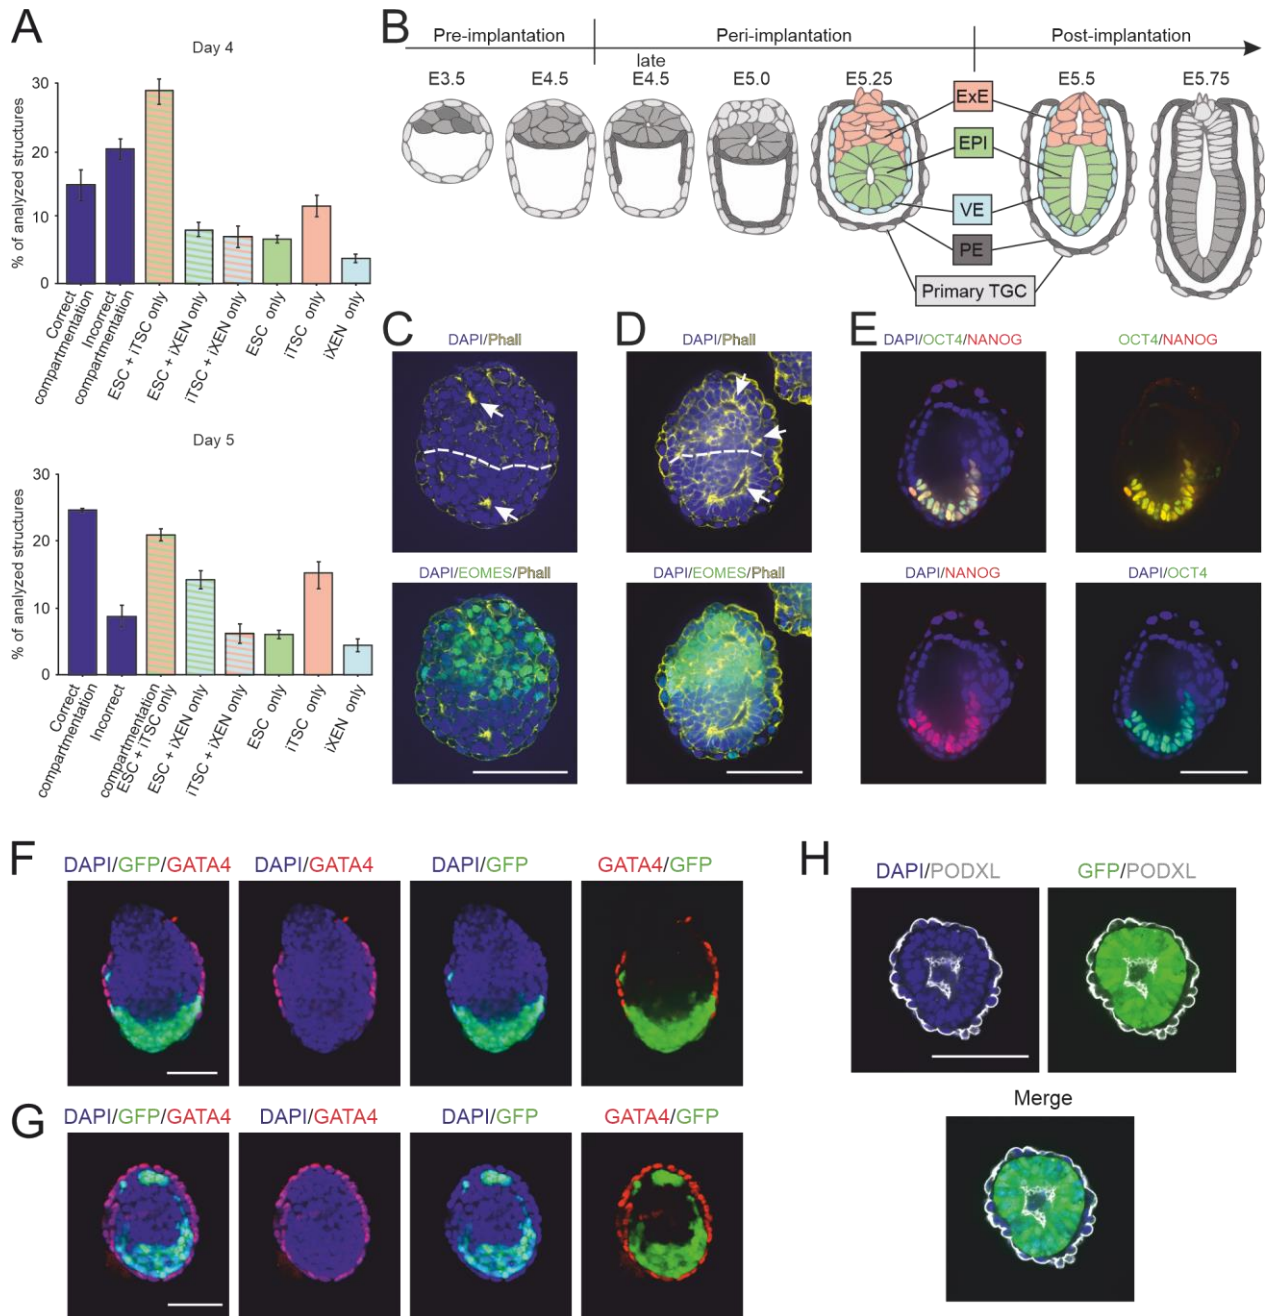 A
Day 4
% of analyzed structures
30
20
10
0
Correct
compartmentation
Incorrect
compartmentation
ESC + iTSC only
ESC + iXEN only
iTSC + iXEN only
ESC only
iTSC only
iXEN only
Day 5
% of analyzed structures
30
20
10
0
Correct
compartmentation
Incorrect
compartmentation
ESC + iTSC only
ESC + iXEN only
iTSC + iXEN only
ESC only
iTSC only
iXEN only
B
Pre-implantation
Peri-implantation
Post-implantation
late
E3.5
E4.5
E4.5
E5.0
E5.25
E5.5
E5.75
ExE
EPI
VE
PE
Primary TGC
C
DAPI/Phall
DAPI/EOMES/Phall
D
DAPI/Phall
DAPI/EOMES/Phall
E
DAPI/OCT4/NANOG
OCT4/NANOG
DAPI/NANOG
DAPI/OCT4
F
DAPI/GFP/GATA4
DAPI/GATA4
DAPI/GFP
GATA4/GFP
G
DAPI/GFP/GATA4
DAPI/GATA4
DAPI/GFP
GATA4/GFP
H
DAPI/PODXL
GFP/PODXL
Merge